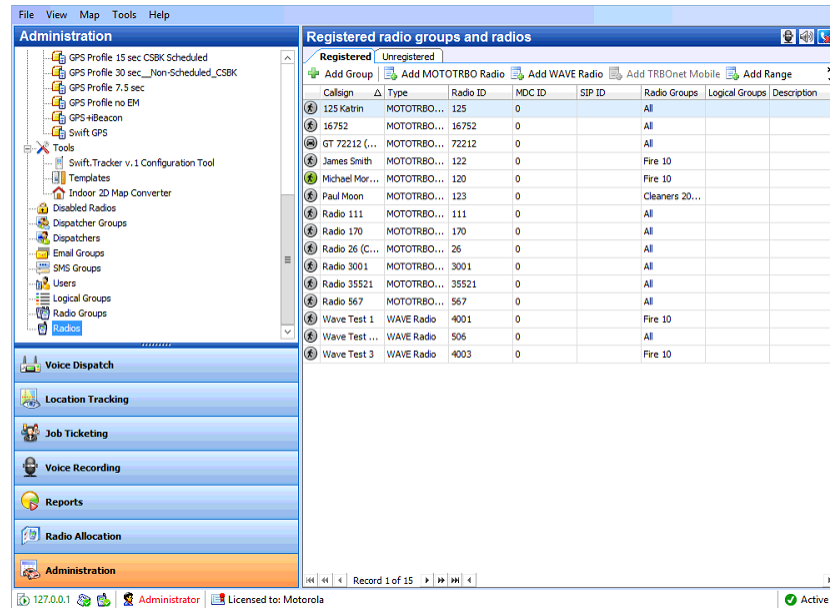 File View Map Tools Help
Administration
GPS Profile 15 sec CSBK Scheduled
GPS Profile 30 sec__Non-Scheduled_CSBK
GPS Profile 7.5 sec
GPS Profile no EM
GPS+iBeacon
Swift GPS
Tools
Swift.Tracker v.1 Configuration Tool
Templates
Indoor 2D Map Converter
Disabled Radios
Dispatcher Groups
Dispatchers
Email Groups
SMS Groups
Users
Logical Groups
Radio Groups
Radios
Voice Dispatch
Location Tracking
Job Ticketing
Voice Recording
Reports
Radio Allocation
Administration
Registered radio groups and radios
Registered Unregistered
Add Group Add MOTOTRBO Radio Add WAVE Radio Add TRBOnet Mobile Add Range
Callsign Type Radio ID MDC ID SIP ID Radio Groups Logical Groups Description
125 Katrin MOTOTRBO... 125 0 All
16752 MOTOTRBO... 16752 0 All
GT 72212 (... MOTOTRBO... 72212 0 All
James Smith MOTOTRBO... 122 0 Fire 10
Michael Mor... MOTOTRBO... 120 0 Fire 10
Paul Moon MOTOTRBO... 123 0 Cleaners 20...
Radio 111 MOTOTRBO... 111 0 All
Radio 170 MOTOTRBO... 170 0 All
Radio 26 (C... MOTOTRBO... 26 0 All
Radio 3001 MOTOTRBO... 3001 0 All
Radio 35521 MOTOTRBO... 35521 0 All
Radio 567 MOTOTRBO... 567 0 All
Wave Test 1 WAVE Radio 4001 0 Fire 10
Wave Test ... WAVE Radio 506 0 All
Wave Test 3 WAVE Radio 4003 0 Fire 10
Record 1 of 15
127.0.0.1 Administrator Licensed to: Motorola Active